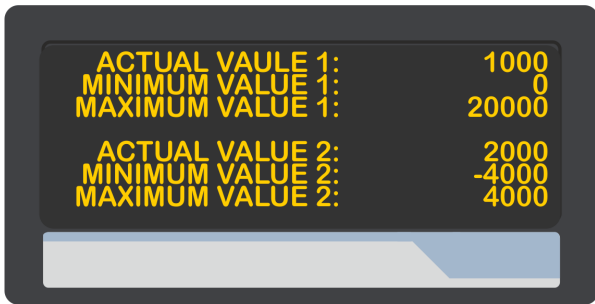 ACTUAL VAULE 1: 1000
MINIMUM VALUE 1: 0
MAXIMUM VALUE 1: 20000
ACTUAL VALUE 2: 2000
MINIMUM VALUE 2: -4000
MAXIMUM VALUE 2: 4000